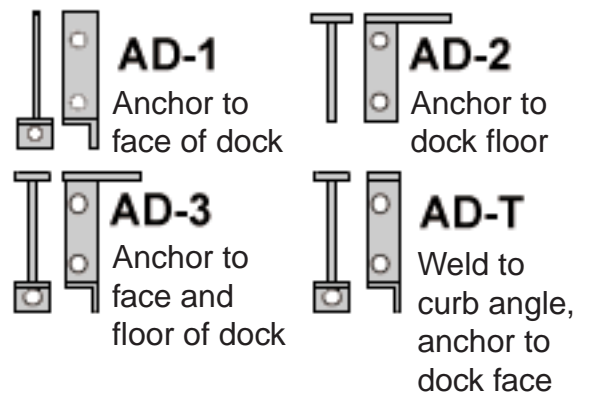 AD-1
Anchor to
face of dock
AD-2
Anchor to
dock floor
AD-3
Anchor to
face and
floor of dock
AD-T
Weld to
curb angle,
anchor to
dock face